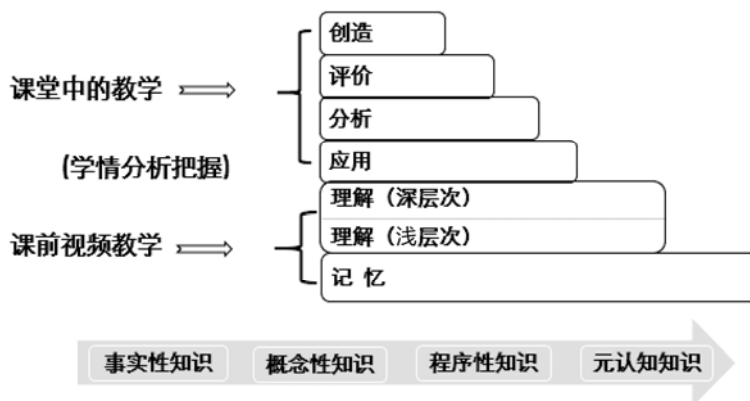 创造
评价
课堂中的教学
分析
应用
(学情分析把握)
理解（深层次）
理解（浅层次）
课前视频教学
记 忆
事实性知识 概念性知识 程序性知识 元认知知识